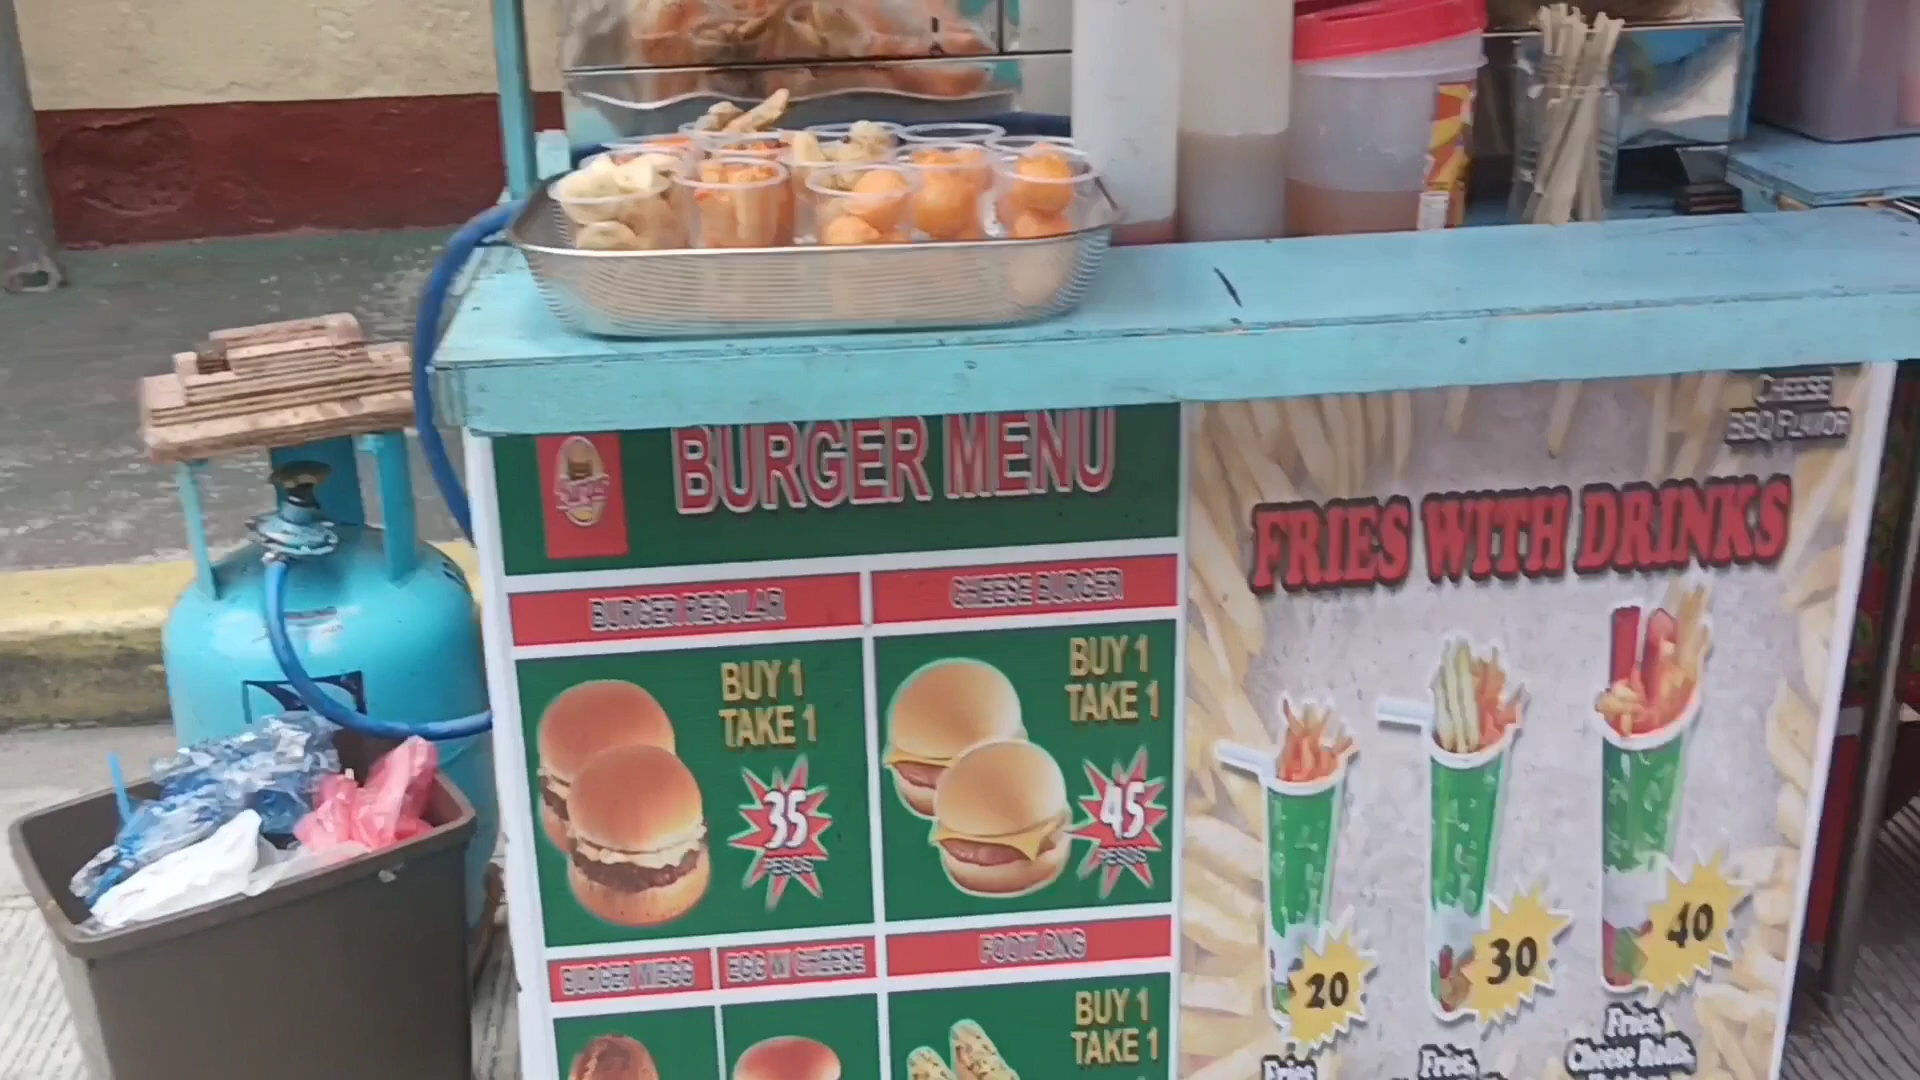 BURGER MENU
BURGER REGULAR
CHEESE BURGER
BUY 1
TAKE 1
35
PESOS
BUY 1
TAKE 1
45
PESOS
BURGER W/EGG
EGG W/ CHEESE
FOOTLONG
BUY 1
TAKE 1
CHEESE!
BBQ FLAVOR
FRIES WITH DRINKS
20
30
40
Fries
Fries,
Fries,
Cheese Rolls,